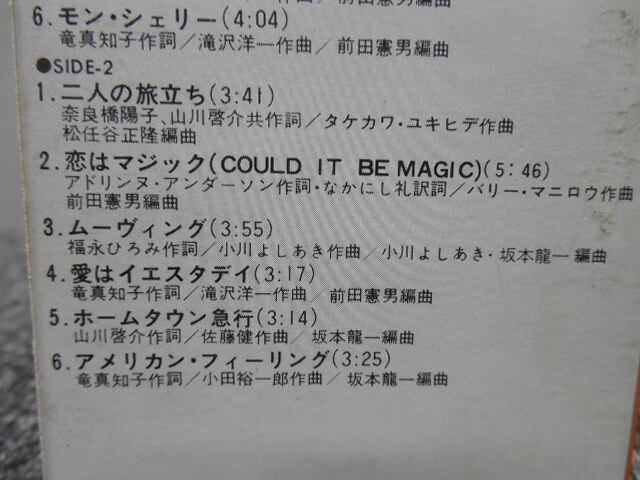 6.モン・シェリー(4:04)
竜真知子作詞/滝沢洋一作曲/前田憲男編曲
●SIDE-2
1.二人の旅立ち(3:41)
奈良橋陽子、山川啓介共作詞/タケカワ・ユキヒデ作曲
松任谷正隆編曲
2.恋はマジック(COULD IT BE MAGIC)(5:46)
アドリンヌ・アンダーソン作詞・なかにし礼訳詞/バリー・マニロウ作曲
前田憲男編曲
3.ムーヴィング(3:55)
福永ひろみ作詞/小川よしあき作曲/小川よしあき・坂本龍一編曲
4.愛はイエスタデイ(3:17)
竜真知子作詞/滝沢洋一作曲/前田憲男編曲
5.ホームタウン急行(3:14)
山川啓介作詞/佐藤健作曲/坂本龍一編曲
6.アメリカン・フィーリング(3:25)
竜真知子作詞/小田裕一郎作曲/坂本龍一編曲